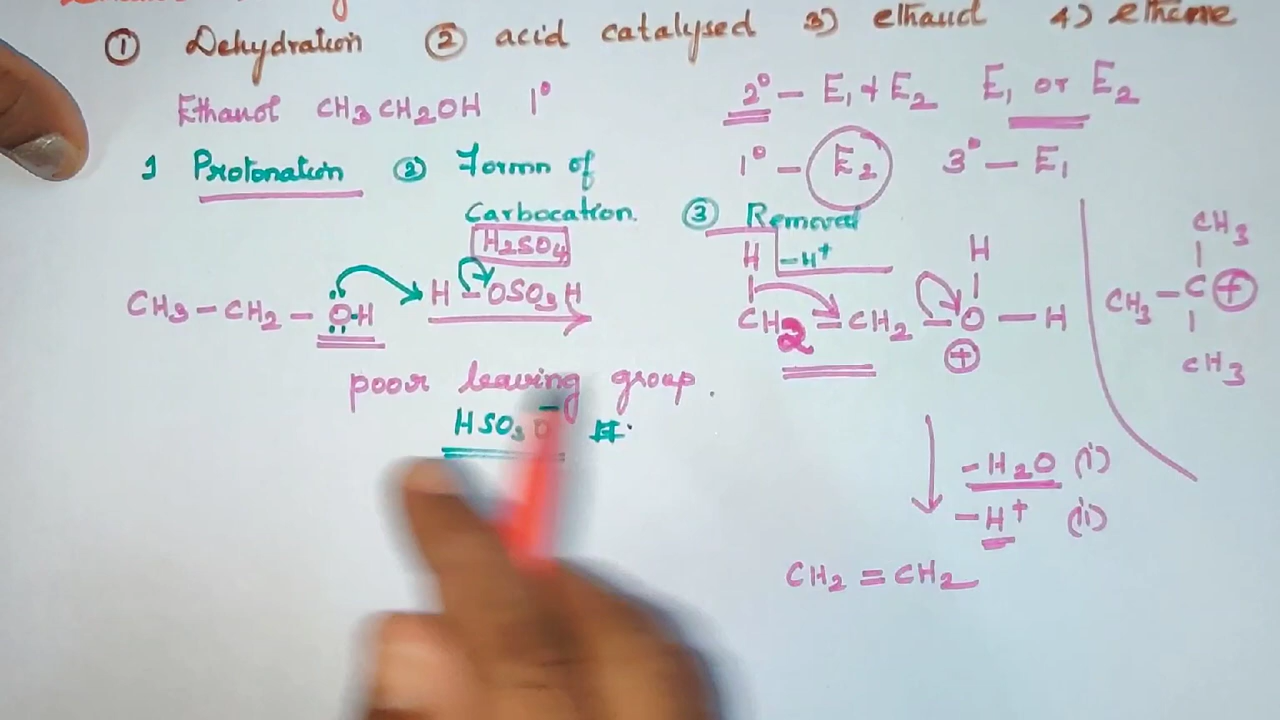 ① Dehydration ② acid catalysed 3) ethanol 4) ethene
Ethanol CH3CH2OH 1°
2° – E1 + E2 E1 or E2
1° – E2 3° – E1
1 Protonation ② Formn of Carbocation.
③ Removal
–H+
H2SO4
CH3 – CH2 – OH H – OSO3H
H H
CH2 = CH2 – O – H
⊕
poor leaving group.
HSO3O⁻
–H2O (i)
–H+ (ii)
CH2 = CH2
CH3
CH3 – C ⊕
CH3